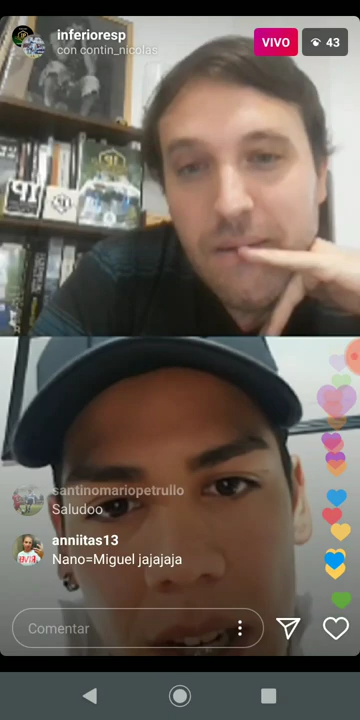 inferioresp
con contin_nicolas
VIVO
43
santinomariopetrullo
Saludoo
anniitas13
Nano=Miguel jajajaja
Comentar